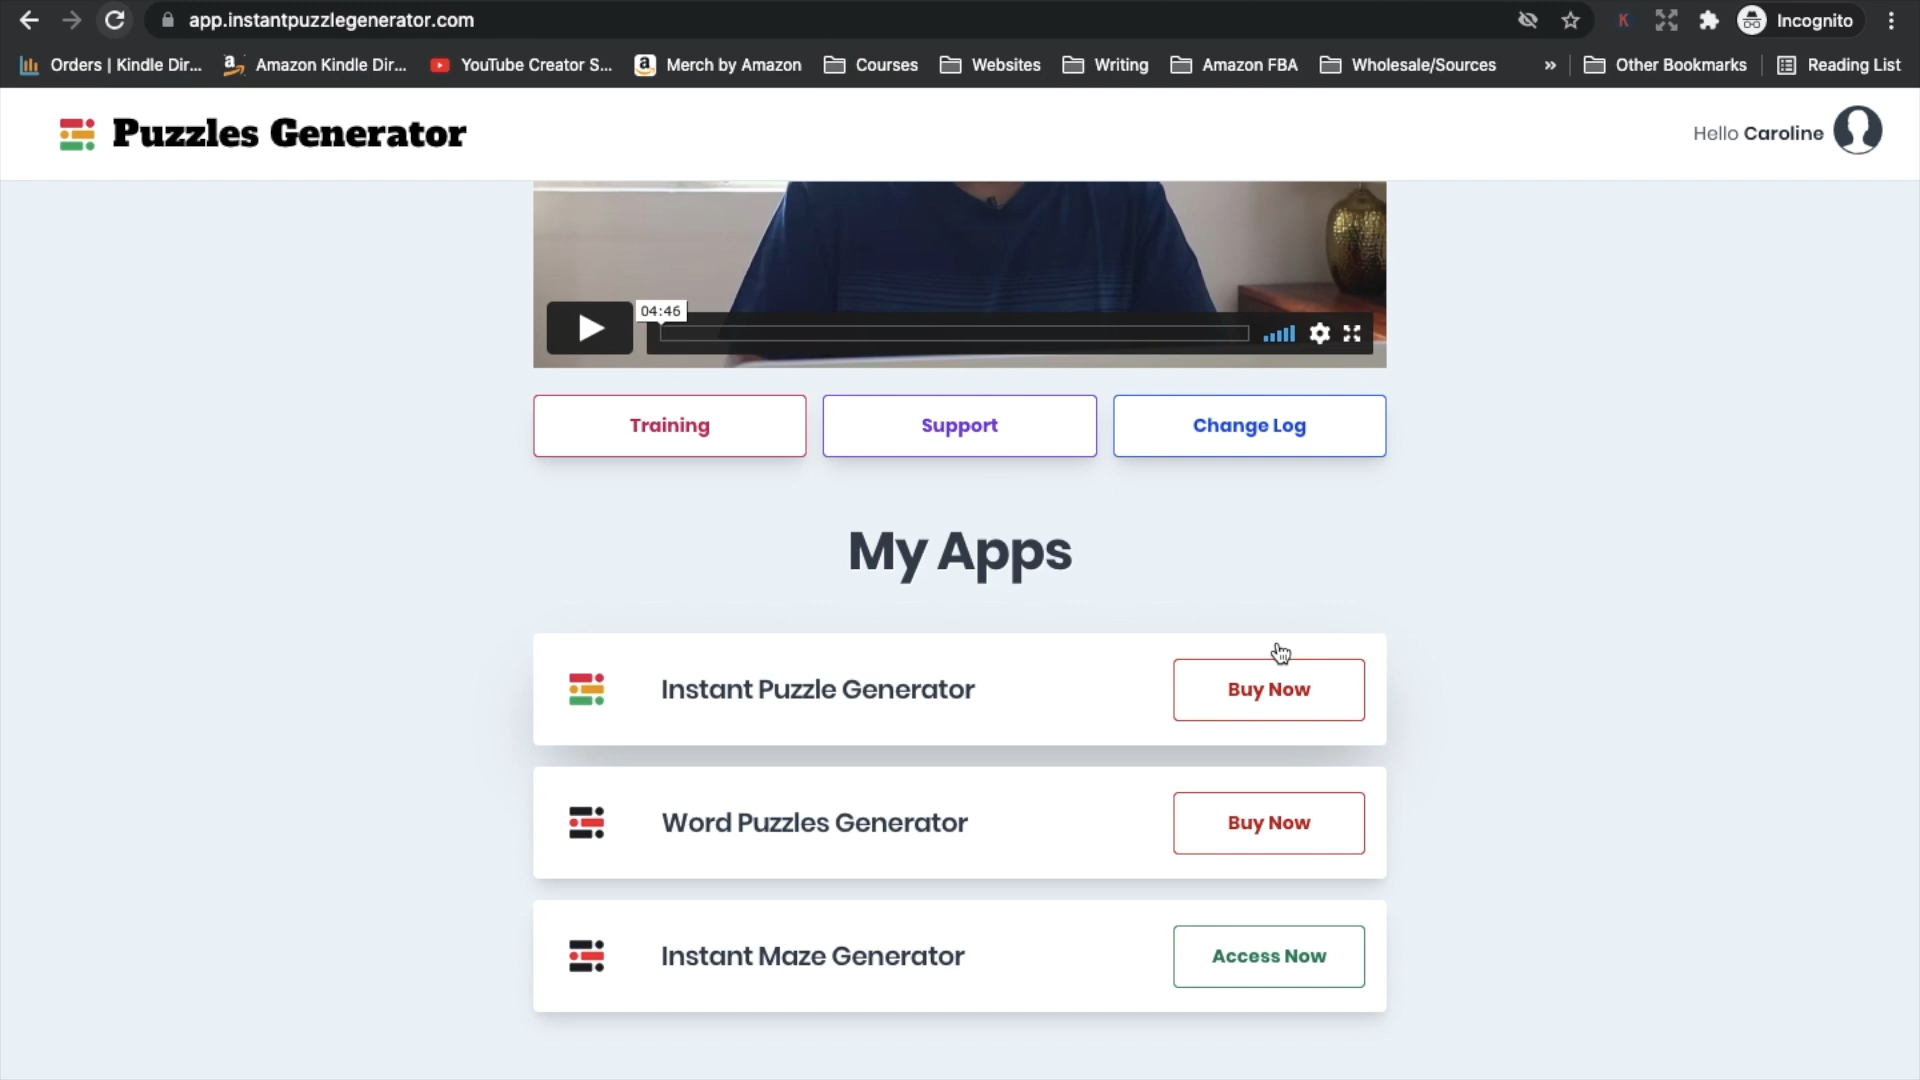 app.instantpuzzlegenerator.com
K
Incognito
Orders | Kindle Dir...
Amazon Kindle Dir...
YouTube Creator S...
Merch by Amazon
Courses
Websites
Writing
Amazon FBA
Wholesale/Sources
»
Other Bookmarks
Reading List
Puzzles Generator
Hello Caroline
04:46
Training
Support
Change Log
My Apps
Instant Puzzle Generator
Buy Now
Word Puzzles Generator
Buy Now
Instant Maze Generator
Access Now